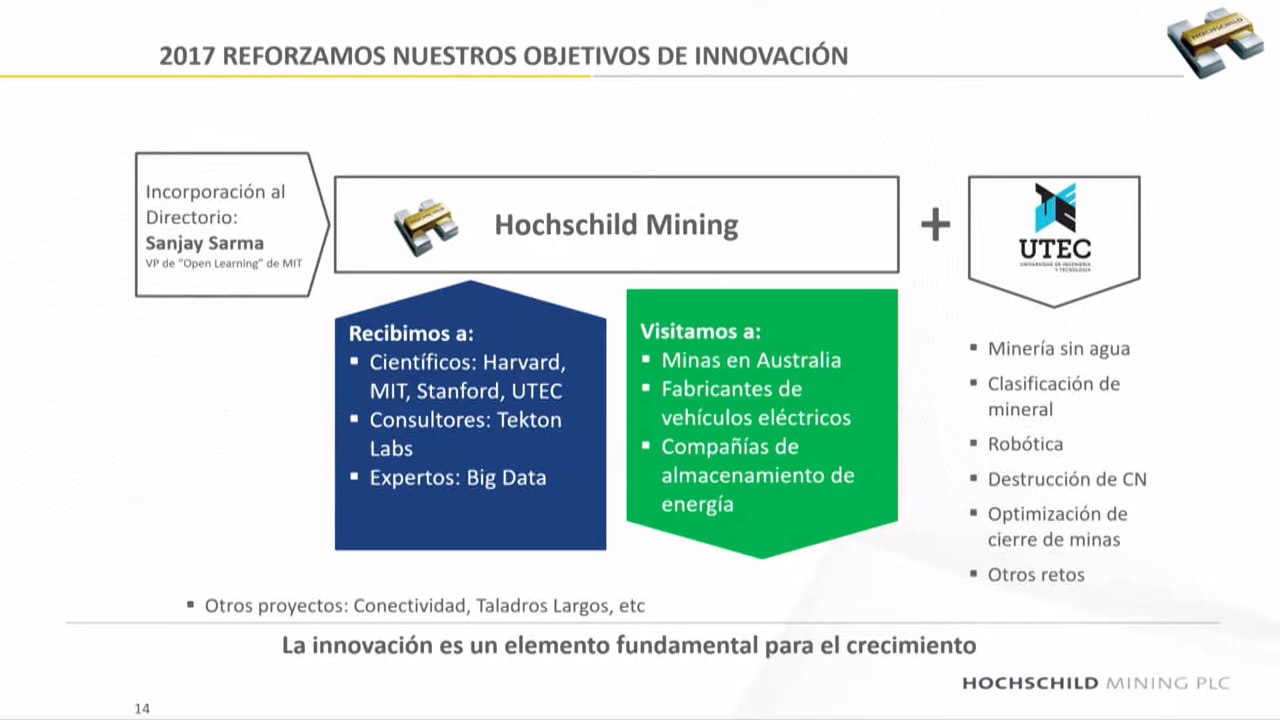 2017 REFORZAMOS NUESTROS OBJETIVOS DE INNOVACIÓN
HOCHSCHILD
Incorporación al
Directorio:
Sanjay Sarma
VP de "Open Learning" de MIT
Hochschild Mining
+
UTEC
UNIVERSIDAD DE INGENIERÍA
Y TECNOLOGÍA
Recibimos a:
▪ Científicos: Harvard,
MIT, Stanford, UTEC
▪ Consultores: Tekton
Labs
▪ Expertos: Big Data
Visitamos a:
▪ Minas en Australia
▪ Fabricantes de
vehículos eléctricos
▪ Compañías de
almacenamiento de
energía
▪ Minería sin agua
▪ Clasificación de
mineral
▪ Robótica
▪ Destrucción de CN
▪ Optimización de
cierre de minas
▪ Otros retos
▪ Otros proyectos: Conectividad, Taladros Largos, etc
La innovación es un elemento fundamental para el crecimiento
HOCHSCHILD MINING PLC
14